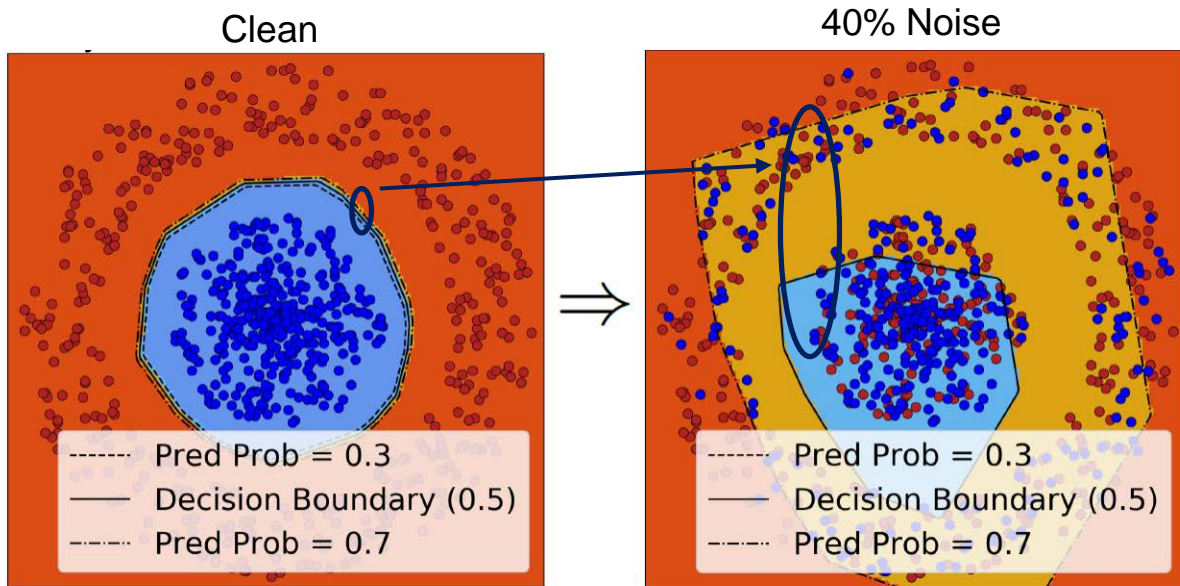 Clean
40% Noise
Pred Prob = 0.3
Decision Boundary (0.5)
Pred Prob = 0.7
Pred Prob = 0.3
Decision Boundary (0.5)
Pred Prob = 0.7